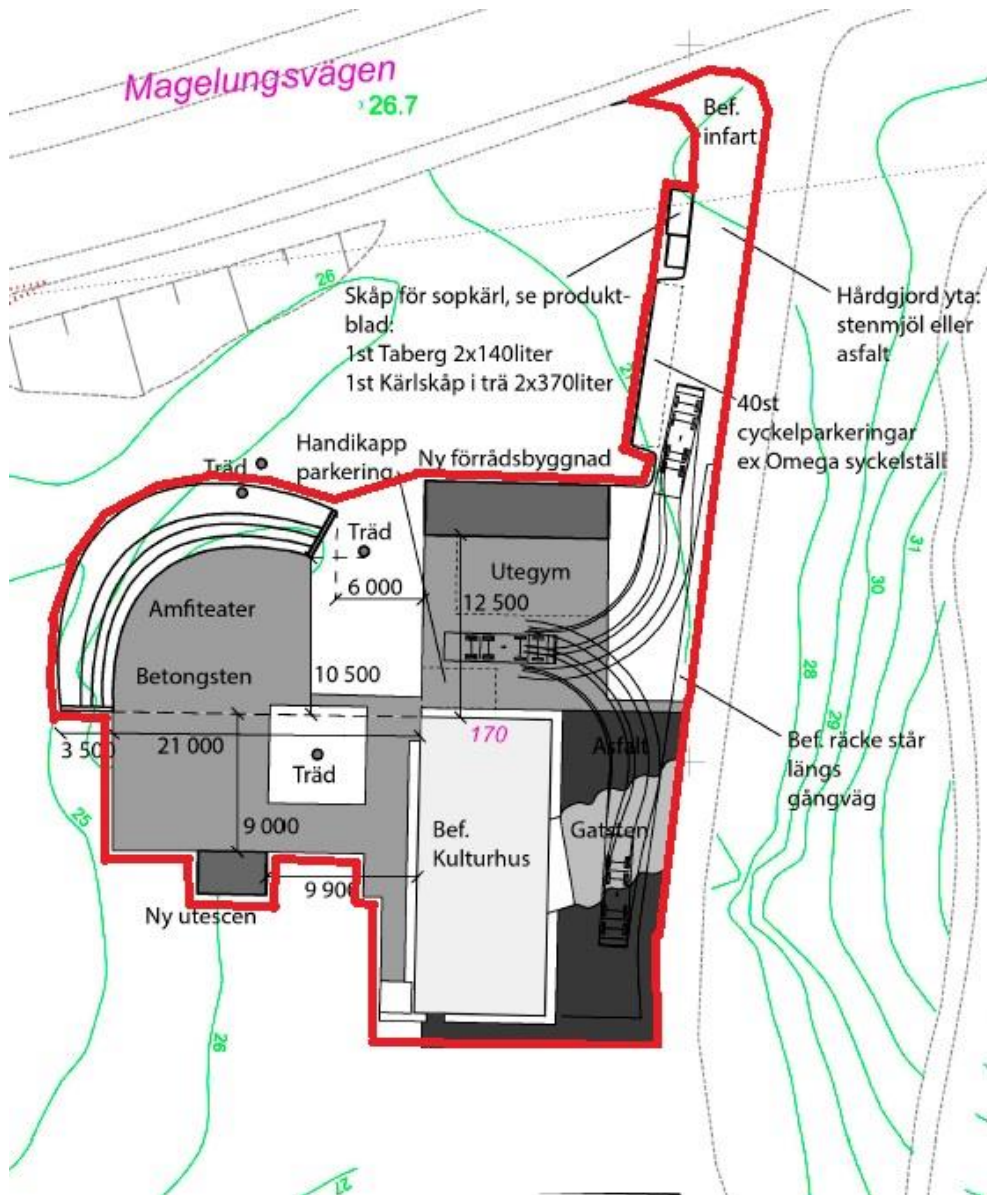 Magelungsvägen
26.7
Bef.
infart
26
Skåp för sopkärl, se produkt-
blad:
1st Taberg 2x140liter
1st Kärlskåp i trä 2x370liter
Hårdgjord yta:
stenmjöl eller
asfalt
40st
cyckelparkeringar
ex Omega syckelställ
Handikapp
parkering
Ny förrådsbyggnad
Träd
Träd
6 000
Utegym
12 500
31
30
Amfiteater
Betongsten
10 500
28
29
3 500
21 000
170
Asfalt
Bef. räcke står
längs
gångväg
Träd
25
9 000
Bef.
Kulturhus
Gatsten
9 900
Ny utescen
26
27